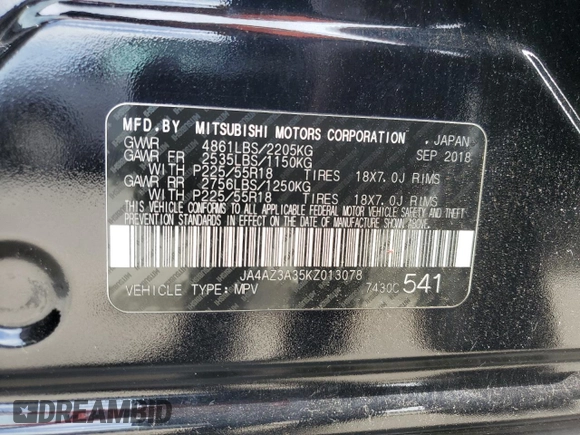 MFD.BY MITSUBISHI MOTORS CORPORATION . JAPAN
GVWR 4861LBS/2205KG SEP 2018
GAWR FR 2535LBS/1150KG
WITH P225/55R18 TIRES 18X7.0J RIMS
GAWR RR 2756LBS/1250KG
WITH P225/55R18 TIRES 18X7.0J RIMS
THIS VEHICLE CONFORMS TO ALL APPLICABLE FEDERAL MOTOR VEHICLE SAFETY AND THEFT
PREVENTION STANDARDS IN EFFECT ON THE DATE OF MANUFACTURE SHOWN ABOVE.
JA4AZ3A35KZ013078
VEHICLE TYPE: MPV 7430C 541
DREAMBID